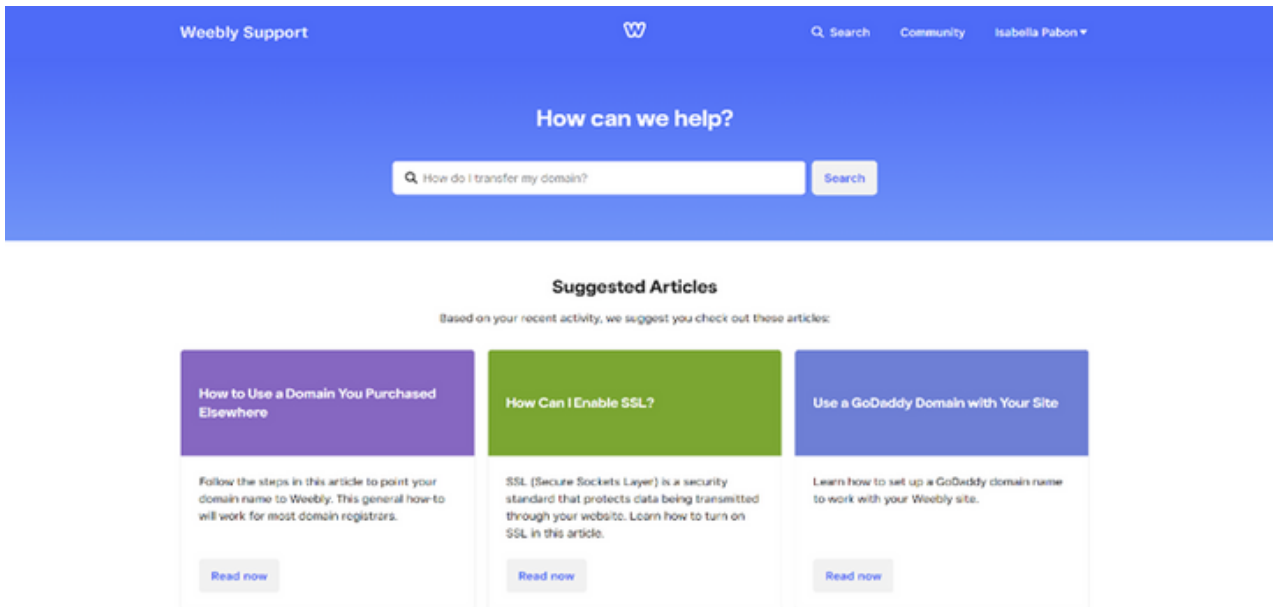 Weebly Support
Search Community Isabella Pabon
How can we help?
How do I transfer my domain?
Search
Suggested Articles
Based on your recent activity, we suggest you check out these articles:
How to Use a Domain You Purchased
Elsewhere
Follow the steps in this article to point your
domain name to Weebly. This general how-to
will work for most domain registrars.
Read now
How Can I Enable SSL?
SSL (Secure Sockets Layer) is a security
standard that protects data being transmitted
through your website. Learn how to turn on
SSL in this article.
Read now
Use a GoDaddy Domain with Your Site
Learn how to set up a GoDaddy domain name
to work with your Weebly site.
Read now